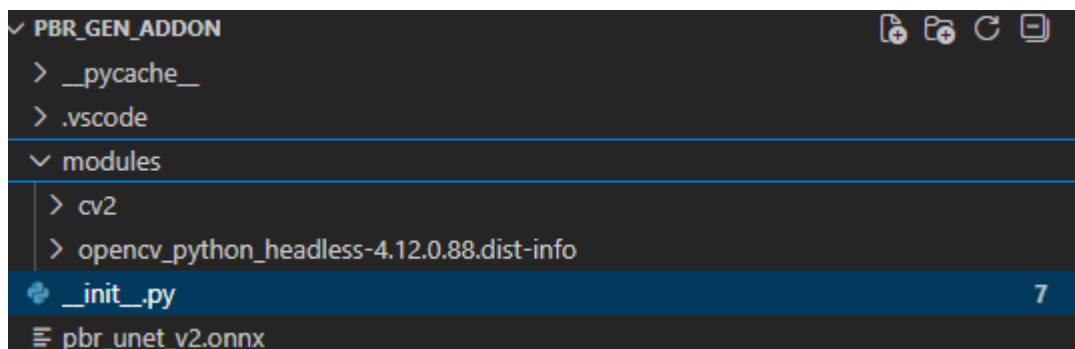 PBR_GEN_ADDON
__pycache__
.vscode
modules
cv2
opencv_python_headless-4.12.0.88.dist-info
__init__.py 7
pbr_unet_v2.onnx